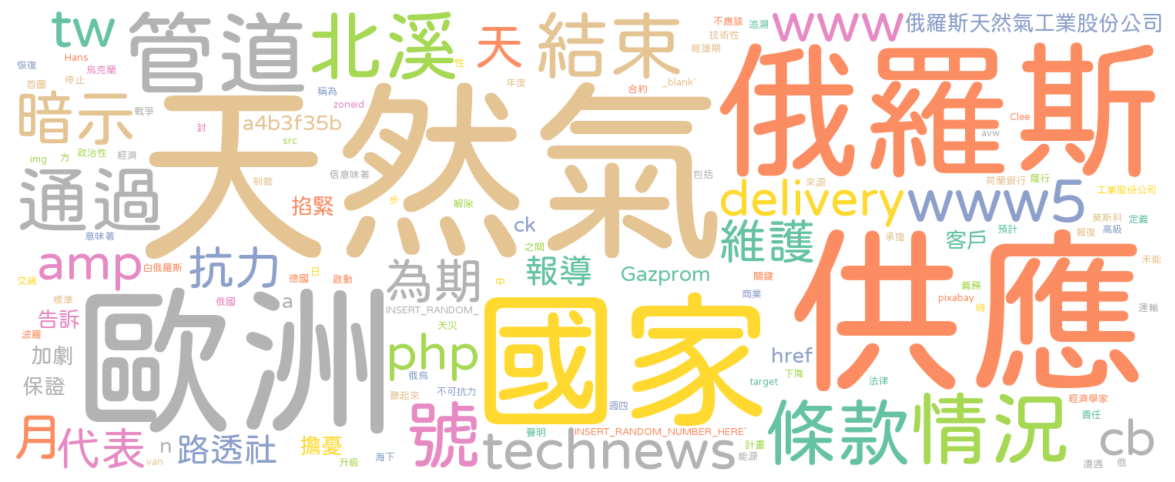 tw
管道
北溪
天
結束
不應該
追溯
技術性
維護期
www
俄羅斯天然氣工業股份公司
Hans
烏克蘭
恢復
首國
停止
性
稱為
年度
_blank'
合約
俄羅斯
暗示
戰爭
zoneid
a4b3f35b
封
src
天然氣
avw
Clee
img
方
政治性
經濟
通過
制裁
信意味著
包括
來源
荷蘭銀行
履行
工業股份公司
步
解除
delivery
www5
意味著
抗力
掐緊
ck
之間
維護
承擔
客戶
莫斯科
定義
預計
報復
高級
amp
白俄羅斯
德國
日
啟動
為期
中
報導
Gazprom
關鍵
供應
未能
交貨
標準
俄國
a
INSERT_RANDOM_
商業
義務
pixabay
時
運輸
告訴
波羅
歐洲
天災
國家
加劇
php
俄烏
href
下降
保證
聽起來
不可抗力
target
法律
週四
經濟學家
月
代表
n
路透社
擔憂
號
聲明
INSERT_RANDOM_NUMBER_HERE'
計畫
條款
情況
責任
technews
能源
cb
van
升級
海下
遭遇
俄